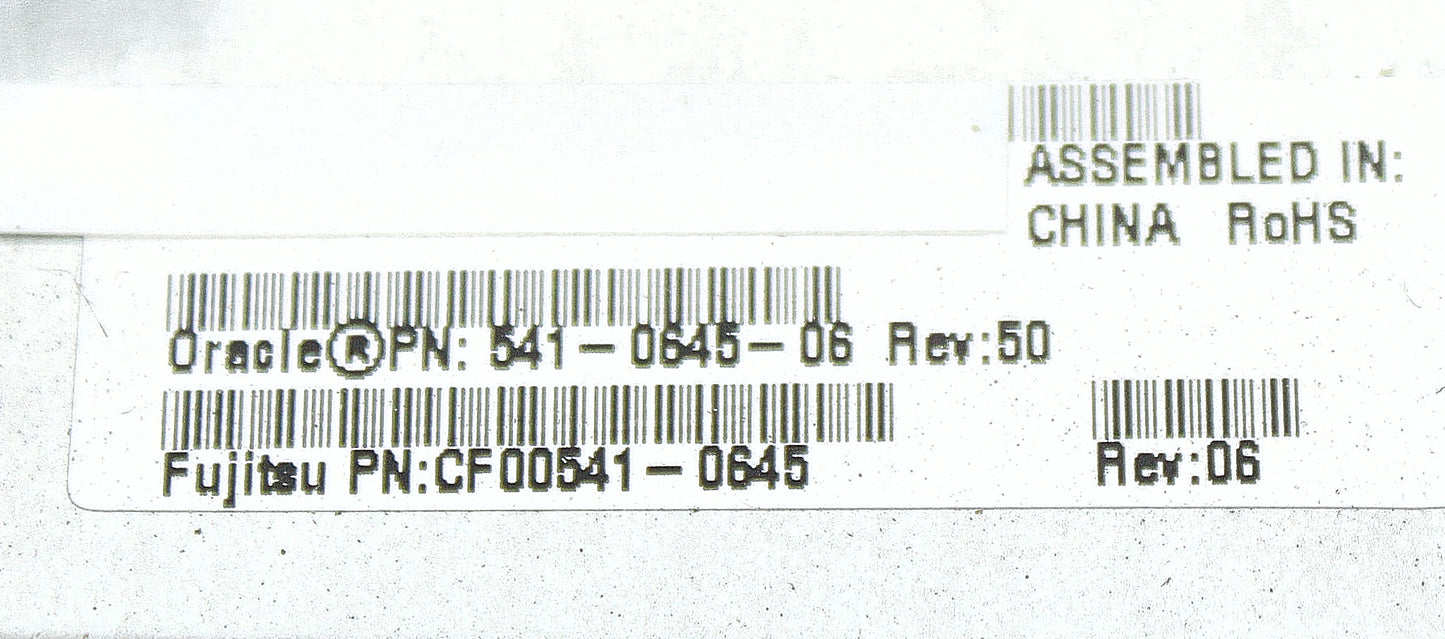 ASSEMBLED IN:
CHINA RoHS
Oracle®PN: 541-0645-06 Rev:50
Fujitsu PN:CF00541-0645 Rev:06